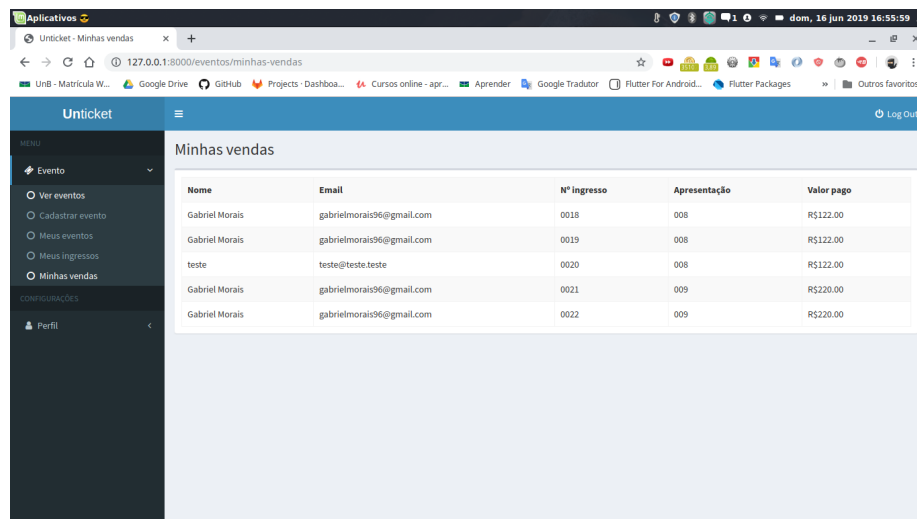 Aplicativos
1 dom, 16 jun 2019 16:55:59
Unticket - Minhas vendas × +
127.0.0.1:8000/eventos/minhas-vendas
UnB - Matrícula W... Google Drive GitHub Projects · Dashboa... Cursos online - apr... Aprender Google Tradutor Flutter For Android... Flutter Packages » Outros favoritos
Unticket Log Out
MENU
Minhas vendas
Evento
Ver eventos
Cadastrar evento
Meus eventos
Meus ingressos
Minhas vendas
CONFIGURAÇÕES
Perfil
Nome Email Nº ingresso Apresentação Valor pago
Gabriel Morais gabrielmorais96@gmail.com 0018 008 R$122.00
Gabriel Morais gabrielmorais96@gmail.com 0019 008 R$122.00
teste teste@teste.teste 0020 008 R$122.00
Gabriel Morais gabrielmorais96@gmail.com 0021 009 R$220.00
Gabriel Morais gabrielmorais96@gmail.com 0022 009 R$220.00